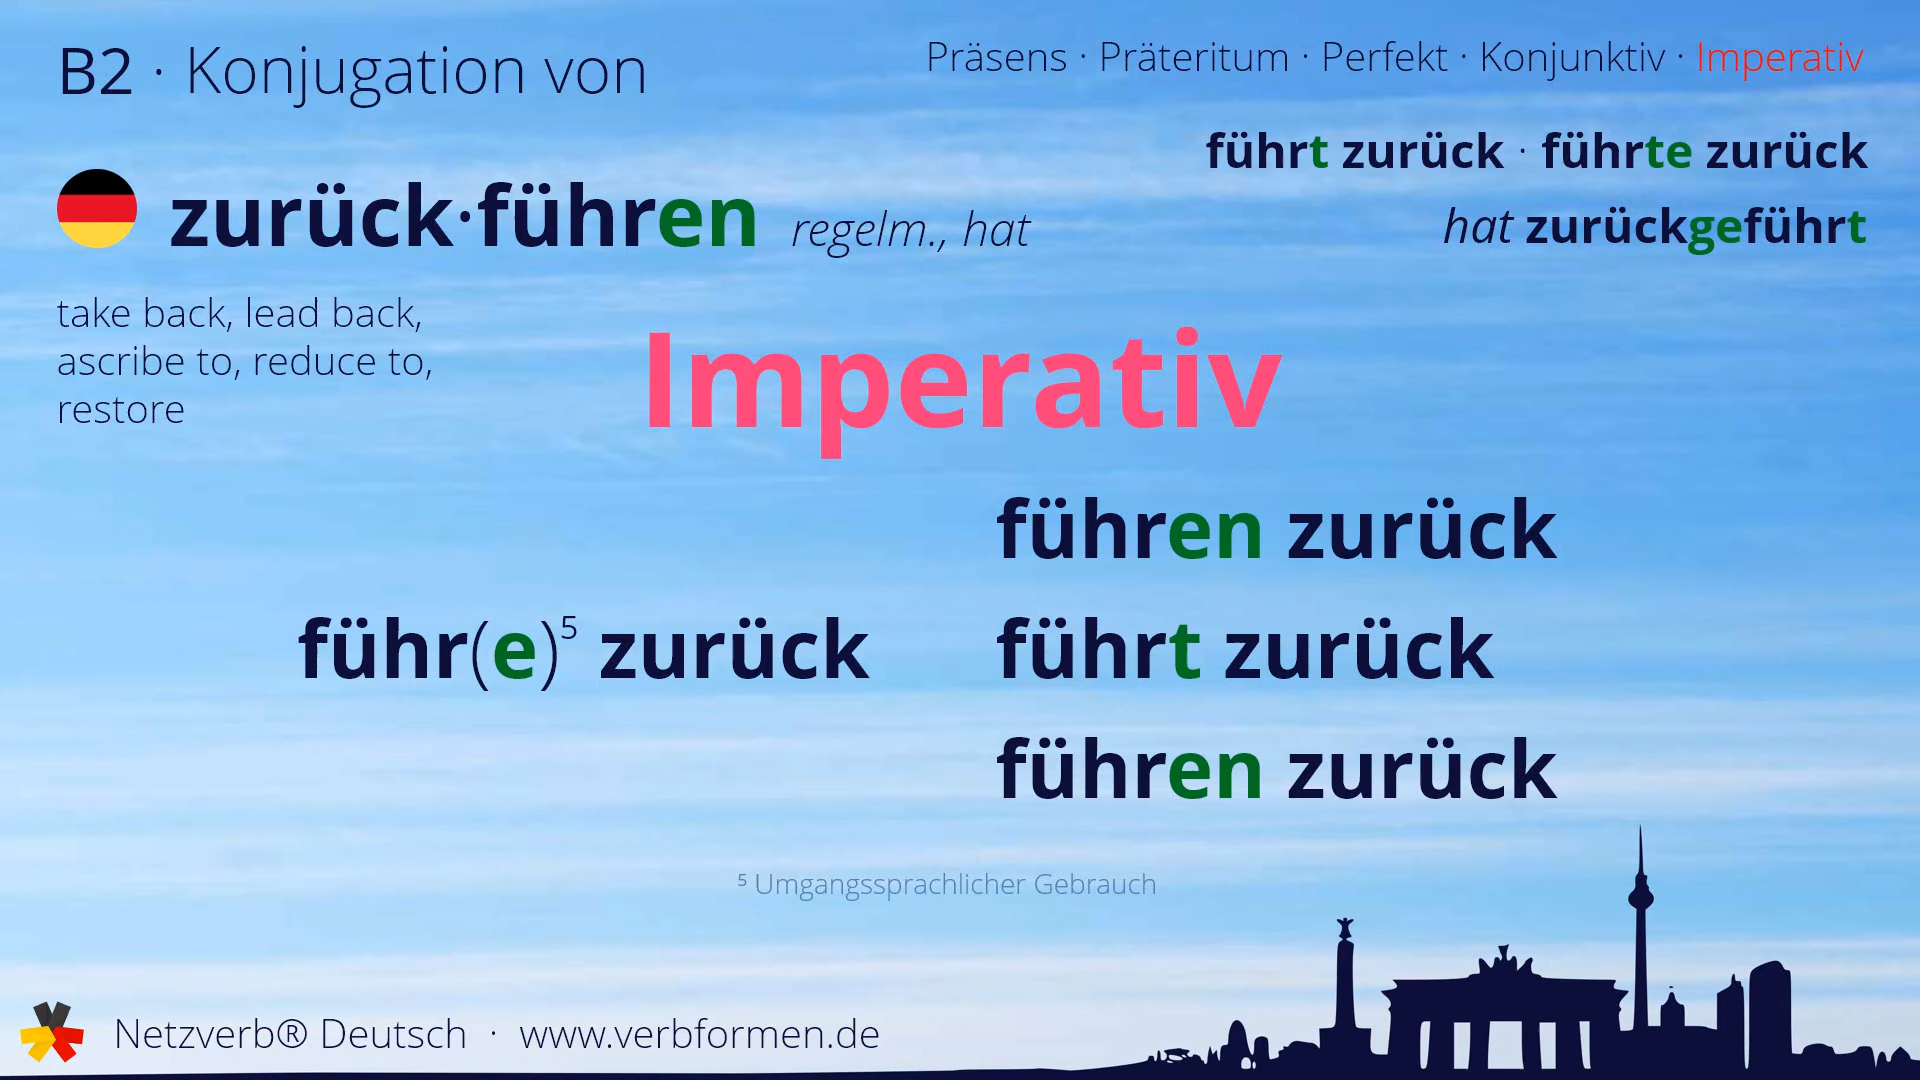 B2 · Konjugation von
Präsens · Präteritum · Perfekt · Konjunktiv · Imperativ
führt zurück · führte zurück
hat zurückgeführt
zurück·führen regelm., hat
take back, lead back,
ascribe to, reduce to,
restore
Imperativ
führen zurück
führ(e)⁵ zurück
führt zurück
führen zurück
⁵ Umgangssprachlicher Gebrauch
Netzverb® Deutsch · www.verbformen.de